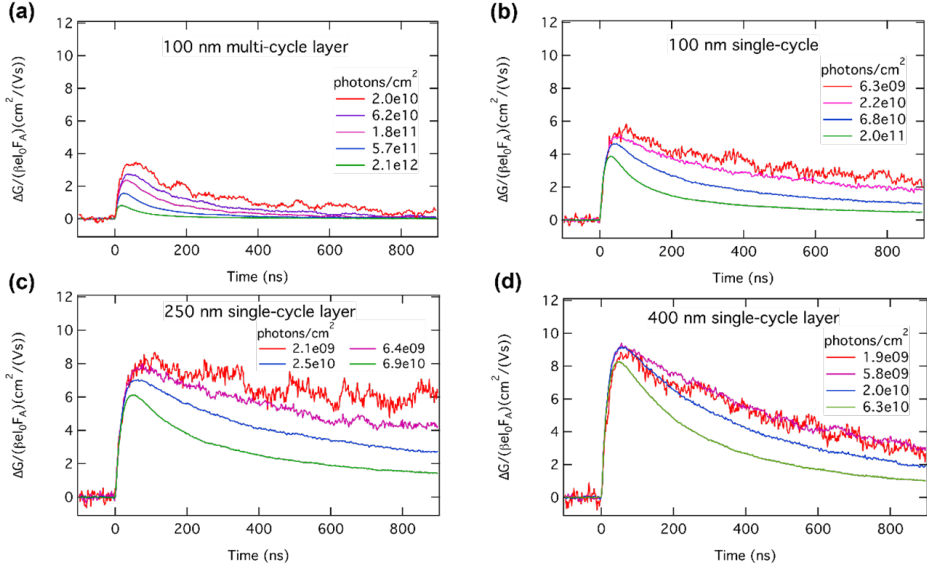 (a)
12
10
8
6
4
2
0
ΔG/(βeI₀F_A)(cm²/(Vs))
100 nm multi-cycle layer
photons/cm²
2.0e10
6.2e10
1.8e11
5.7e11
2.1e12
0 200 400 600 800
Time (ns)
(b)
12
10
8
6
4
2
0
ΔG/(βeI₀F_A)(cm²/(Vs))
100 nm single-cycle
photons/cm²
6.3e09
2.2e10
6.8e10
2.0e11
0 200 400 600 800
Time (ns)
(c)
12
10
8
6
4
2
0
ΔG/(βeI₀F_A)(cm²/(Vs))
250 nm single-cycle layer
photons/cm²
2.1e09 6.4e09
2.5e10 6.9e10
0 200 400 600 800
Time (ns)
(d)
12
10
8
6
4
2
0
ΔG/(βeI₀F_A)(cm²/(Vs))
400 nm single-cycle layer
photons/cm²
1.9e09
5.8e09
2.0e10
6.3e10
0 200 400 600 800
Time (ns)